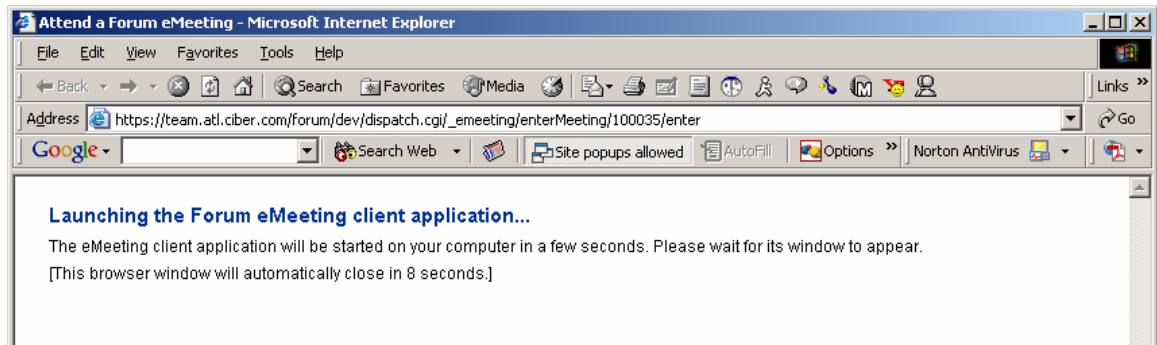 Attend a Forum eMeeting - Microsoft Internet Explorer
File Edit View Favorites Tools Help
Back Search Favorites Media Links »
Address https://team.atl.ciber.com/forum/dev/dispatch.cgi/_emeeting/enterMeeting/100035/enter Go
Google Search Web Site popups allowed AutoFill Options » Norton AntiVirus
Launching the Forum eMeeting client application...
The eMeeting client application will be started on your computer in a few seconds. Please wait for its window to appear.
[This browser window will automatically close in 8 seconds.]